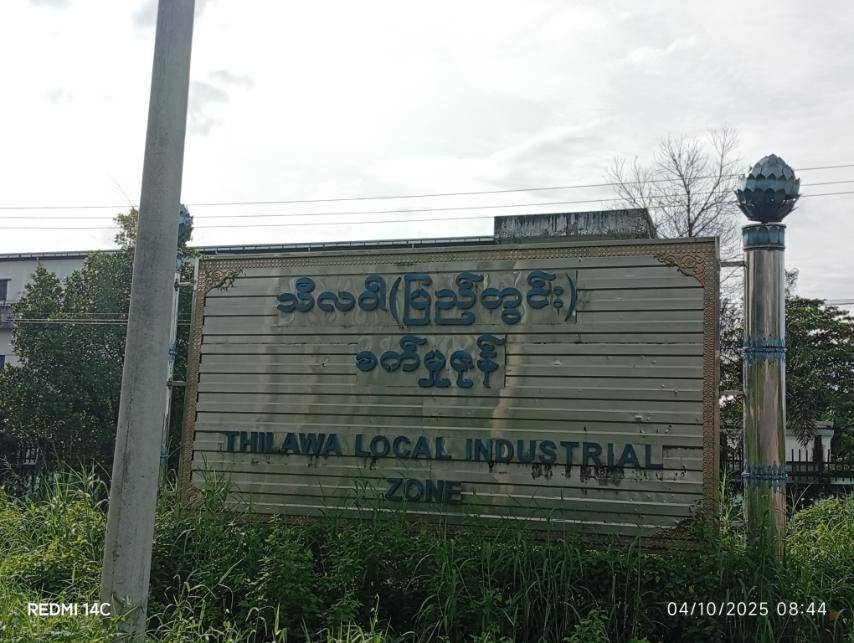 သီလဝါ(ပြည်တွင်း)
စက်မှုဇုန်
THILAWA LOCAL INDUSTRIAL
ZONE
REDMI 14C
04/10/2025 08:44